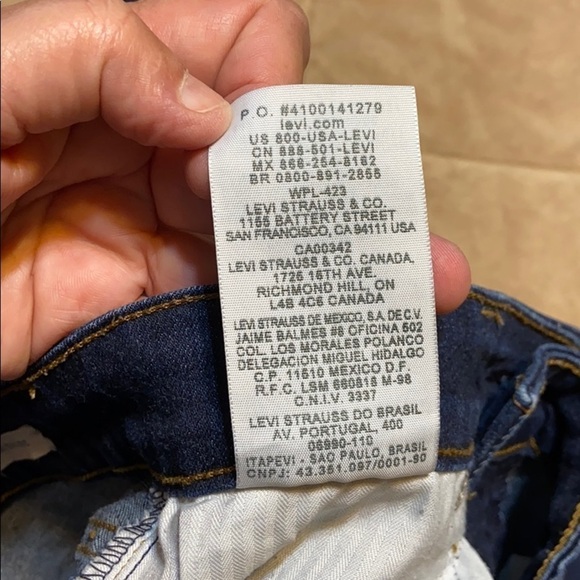 P.O. #4100141279
levi.com
US 800-USA-LEVI
CN 888-501-LEVI
MX 866-254-8162
BR 0800-891-2855
WPL-423
LEVI STRAUSS & CO.
1155 BATTERY STREET
SAN FRANCISCO, CA 94111 USA
CA00342
LEVI STRAUSS & CO. CANADA,
1725 16TH AVE.
RICHMOND HILL, ON
L4B 4C6 CANADA
LEVI STRAUSS DE MEXICO, S.A. DE C.V.
JAIME BALMES #8 OFICINA 502
COL. LOS MORALES POLANCO
DELEGACION MIGUEL HIDALGO
C.P. 11510 MEXICO D.F.
R.F.C. LSM 660816 M-98
C.N.I.V. 3337
LEVI STRAUSS DO BRASIL
AV. PORTUGAL, 400
06690-110
ITAPEVI - SAO PAULO, BRASIL
CNPJ: 43.351.097/0001-90